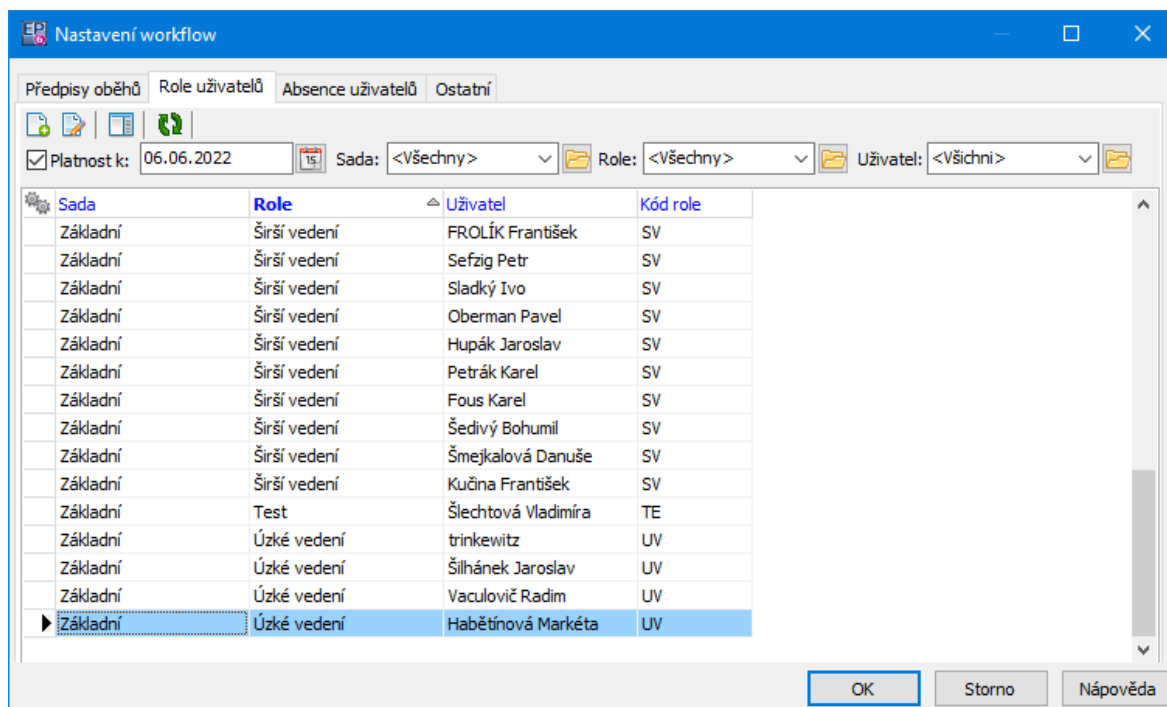 Nastavení workflow
Předpisy oběhů Role uživatelů Absence uživatelů Ostatní
Platnost k: 06.06.2022 15 Sada: <Všechny> Role: <Všechny> Uživatel: <Všichni>
Sada Role Uživatel Kód role
Základní Širší vedení FROLÍK František SV
Základní Širší vedení Sefzig Petr SV
Základní Širší vedení Sladký Ivo SV
Základní Širší vedení Oberman Pavel SV
Základní Širší vedení Hupák Jaroslav SV
Základní Širší vedení Petrák Karel SV
Základní Širší vedení Fous Karel SV
Základní Širší vedení Šedivý Bohumil SV
Základní Širší vedení Šmejkalová Danuše SV
Základní Širší vedení Kučina František SV
Základní Test Šlechtová Vladimíra TE
Základní Úzké vedení trinkewitz UV
Základní Úzké vedení Šilhánek Jaroslav UV
Základní Úzké vedení Vaculovič Radim UV
Základní Úzké vedení Habětínová Markéta UV
OK Storno Nápověda